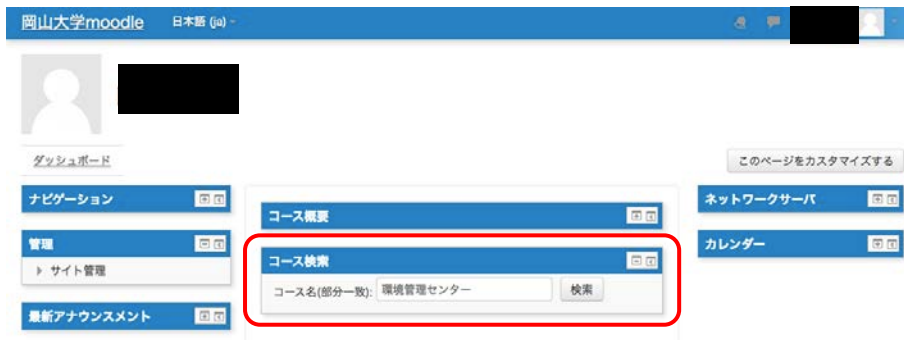 岡山大学moodle 日本語 (ja)
ダッシュボード
このページをカスタマイズする
ナビゲーション
管理
サイト管理
最新アナウンスメント
コース概要
コース検索
コース名(部分一致): 環境管理センター 検索
ネットワークサーバ
カレンダー